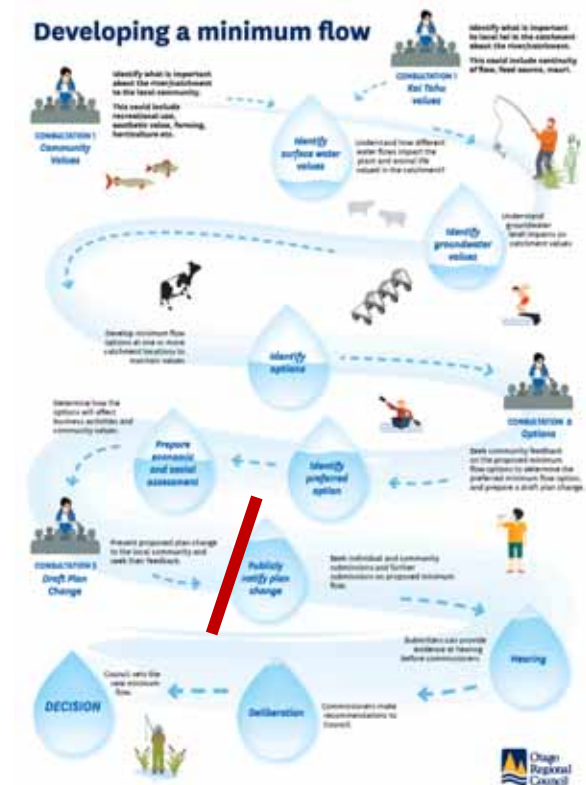 Developing a minimum flow
Identify what is important
to local iwi in the catchment
about the river/catchment.
This could include continuity
of flow, food source, mauri.
CONSULTATION 1
Kai Tahu
values
Identify what is important
about the river/catchment
to the local community.
This could include
recreational use,
aesthetic value, farming,
horticulture etc.
CONSULTATION 1
Community
Values
Identify
surface water
values
Understand how different
water flows impact the
plant and animal life
valued in the catchment?
Identify
groundwater
values
Understand
groundwater
level impacts on
catchment values
Develop minimum flow
options at one or more
catchment locations to
maintain values
Identify
options
CONSULTATION 2
Options
Seek community feedback
on the proposed minimum
flow options to determine the
preferred minimum flow option,
and prepare a draft plan change.
Identify
preferred
option
Prepare
economic
and social
assessment
Determine how the
options will affect
business activities and
community values.
CONSULTATION 3
Draft Plan
Change
Present proposed plan change
to the local community and
seek their feedback.
Publicly
notify plan
change
Seek individual and community
submissions and further
submissions on proposed minimum
flow.
Hearing
Submitters can provide
evidence at hearing
before commissioners.
Deliberation
Commissioners make
recommendations to
Council.
DECISION
Council sets the
new minimum
flow.
Otago
Regional
Council